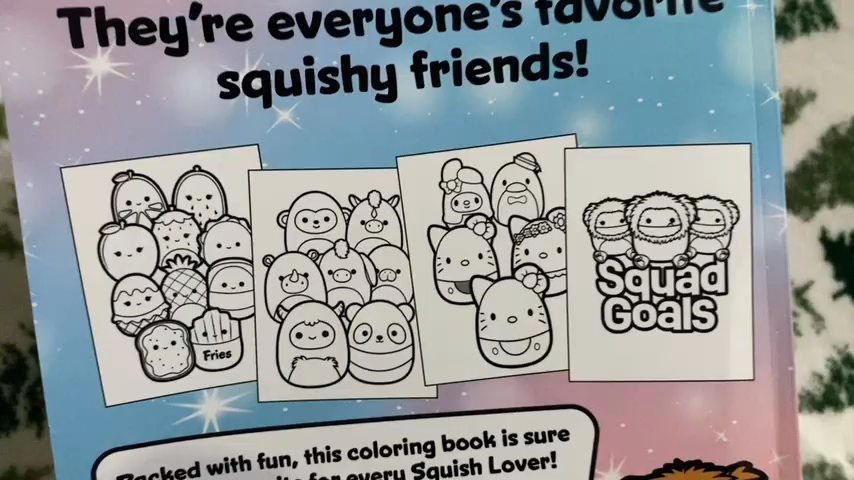 They're everyone's favorite
squishy friends!
Fries
Squad
Goals
Packed with fun, this coloring book is sure
for every Squish Lover!